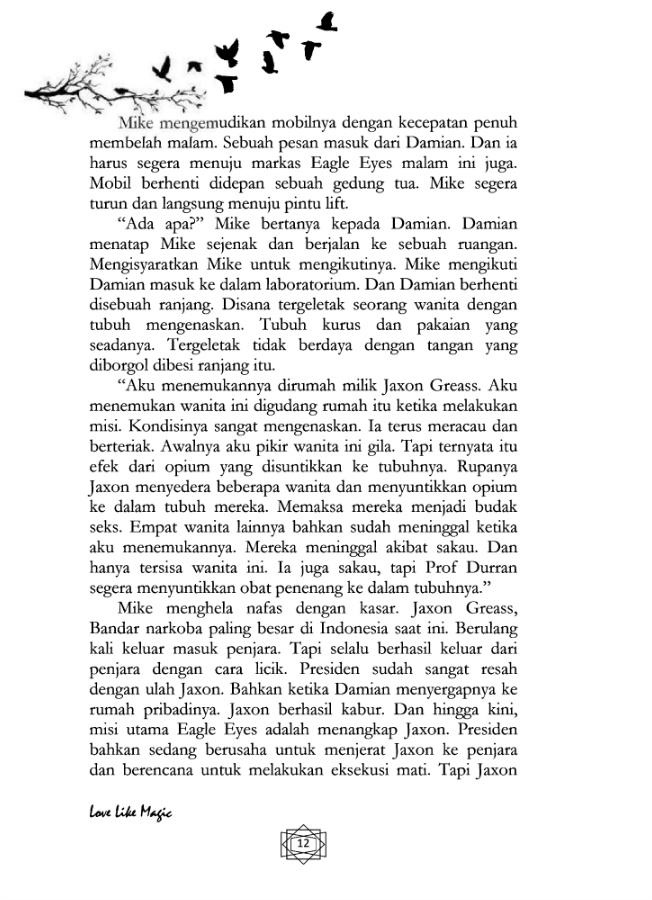 Mike mengemudikan mobilnya dengan kecepatan penuh
membelah malam. Sebuah pesan masuk dari Damian. Dan ia
harus segera menuju markas Eagle Eyes malam ini juga.
Mobil berhenti didepan sebuah gedung tua. Mike segera
turun dan langsung menuju pintu lift.
“Ada apa?” Mike bertanya kepada Damian. Damian
menatap Mike sejenak dan berjalan ke sebuah ruangan.
Mengisyaratkan Mike untuk mengikutinya. Mike mengikuti
Damian masuk ke dalam laboratorium. Dan Damian berhenti
disebuah ranjang. Disana tergeletak seorang wanita dengan
tubuh mengenaskan. Tubuh kurus dan pakaian yang
seadanya. Tergeletak tidak berdaya dengan tangan yang
diborgol dibesi ranjang itu.
“Aku menemukannya dirumah milik Jaxon Greass. Aku
menemukan wanita ini digudang rumah itu ketika melakukan
misi. Kondisinya sangat mengenaskan. Ia terus meracau dan
berteriak. Awalnya aku pikir wanita ini gila. Tapi ternyata itu
efek dari opium yang disuntikkan ke tubuhnya. Rupanya
Jaxon menyedera beberapa wanita dan menyuntikkan opium
ke dalam tubuh mereka. Memaksa mereka menjadi budak
seks. Empat wanita lainnya bahkan sudah meninggal ketika
aku menemukannya. Mereka meninggal akibat sakau. Dan
hanya tersisa wanita ini. Ia juga sakau, tapi Prof Durran
segera menyuntikkan obat penenang ke dalam tubuhnya.”
Mike menghela nafas dengan kasar. Jaxon Greass,
Bandar narkoba paling besar di Indonesia saat ini. Berulang
kali keluar masuk penjara. Tapi selalu berhasil keluar dari
penjara dengan cara licik. Presiden sudah sangat resah
dengan ulah Jaxon. Bahkan ketika Damian menyergapnya ke
rumah pribadinya. Jaxon berhasil kabur. Dan hingga kini,
misi utama Eagle Eyes adalah menangkap Jaxon. Presiden
bahkan sedang berusaha untuk menjerat Jaxon ke penjara
dan berencana untuk melakukan eksekusi mati. Tapi Jaxon
Love Like Magic
12